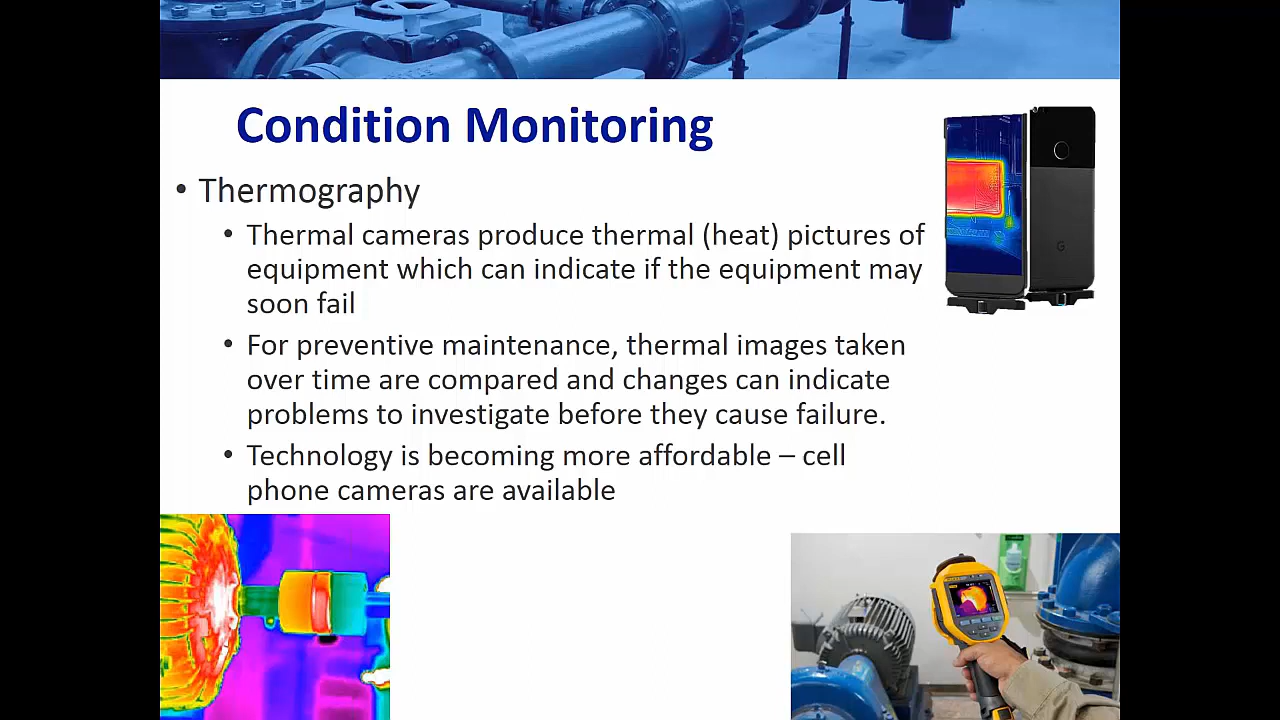 Condition Monitoring
• Thermography
• Thermal cameras produce thermal (heat) pictures of
equipment which can indicate if the equipment may
soon fail
• For preventive maintenance, thermal images taken
over time are compared and changes can indicate
problems to investigate before they cause failure.
• Technology is becoming more affordable – cell
phone cameras are available